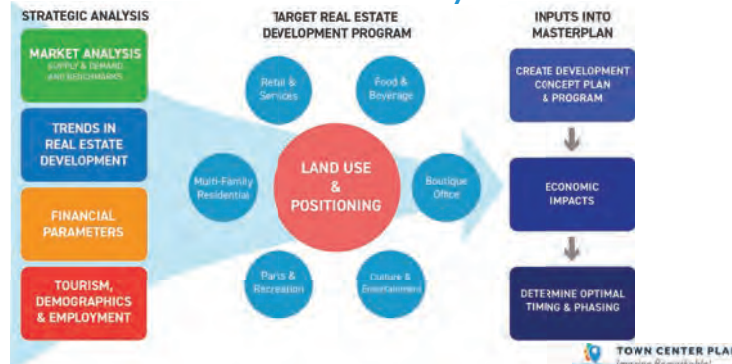 STRATEGIC ANALYSIS
MARKET ANALYSIS
SUPPLY & DEMAND
AND BENCHMARKS
TRENDS IN
REAL ESTATE
DEVELOPMENT
FINANCIAL
PARAMETERS
TOURISM,
DEMOGRAPHICS
& EMPLOYMENT
TARGET REAL ESTATE
DEVELOPMENT PROGRAM
Retail &
Services
Food &
Beverage
Multi-Family
Residential
LAND USE
&
POSITIONING
Boutique
Office
Parks &
Recreation
Culture &
Entertainment
INPUTS INTO
MASTERPLAN
CREATE DEVELOPMENT
CONCEPT PLAN
& PROGRAM
ECONOMIC
IMPACTS
DETERMINE OPTIMAL
TIMING & PHASING
TOWN CENTER PLA